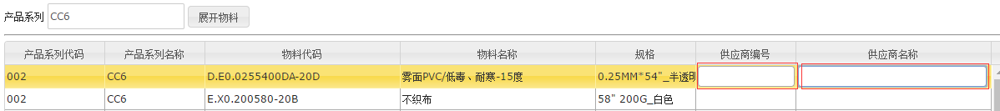 产品系列 CC6 展开物料
产品系列代码 产品系列名称 物料代码 物料名称 规格 供应商编号 供应商名称
002 CC6 D.E0.0255400DA-20D 雾面PVC/低毒、耐寒-15度 0.25MM*54"_半透明
002 CC6 E.X0.200580-20B 不织布 58" 200G_白色